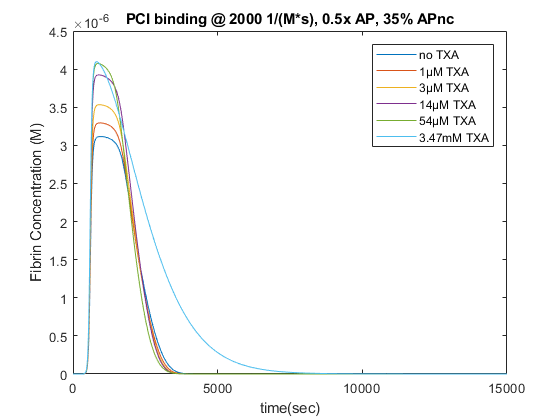 PCI binding @ 2000 1/(M*s), 0.5x AP, 35% APnc
×10⁻⁶
4.5
4
3.5
3
2.5
2
1.5
1
0.5
0
Fibrin Concentration (M)
no TXA
1μM TXA
3μM TXA
14μM TXA
54μM TXA
3.47mM TXA
0 5000 10000 15000
time(sec)